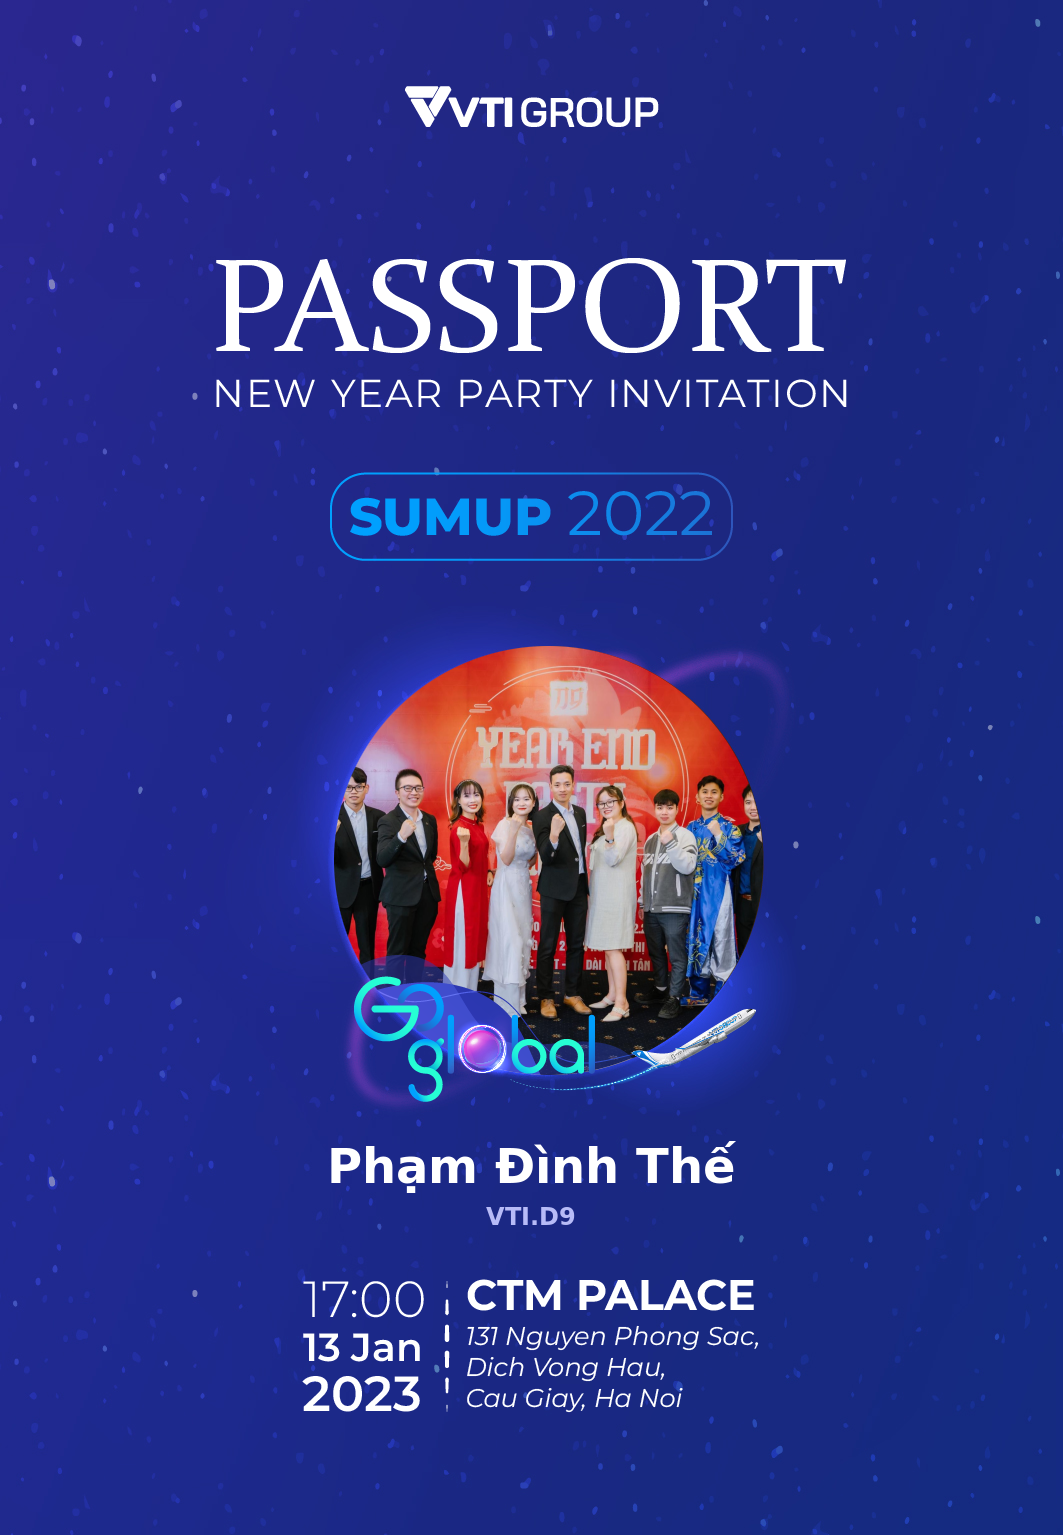 VTI GROUP
PASSPORT
NEW YEAR PARTY INVITATION
SUMUP 2022
YEAR END
PARTY
Go
global
Phạm Đình Thế
VTI.D9
17:00
13 Jan
2023
CTM PALACE
131 Nguyen Phong Sac,
Dich Vong Hau,
Cau Giay, Ha Noi